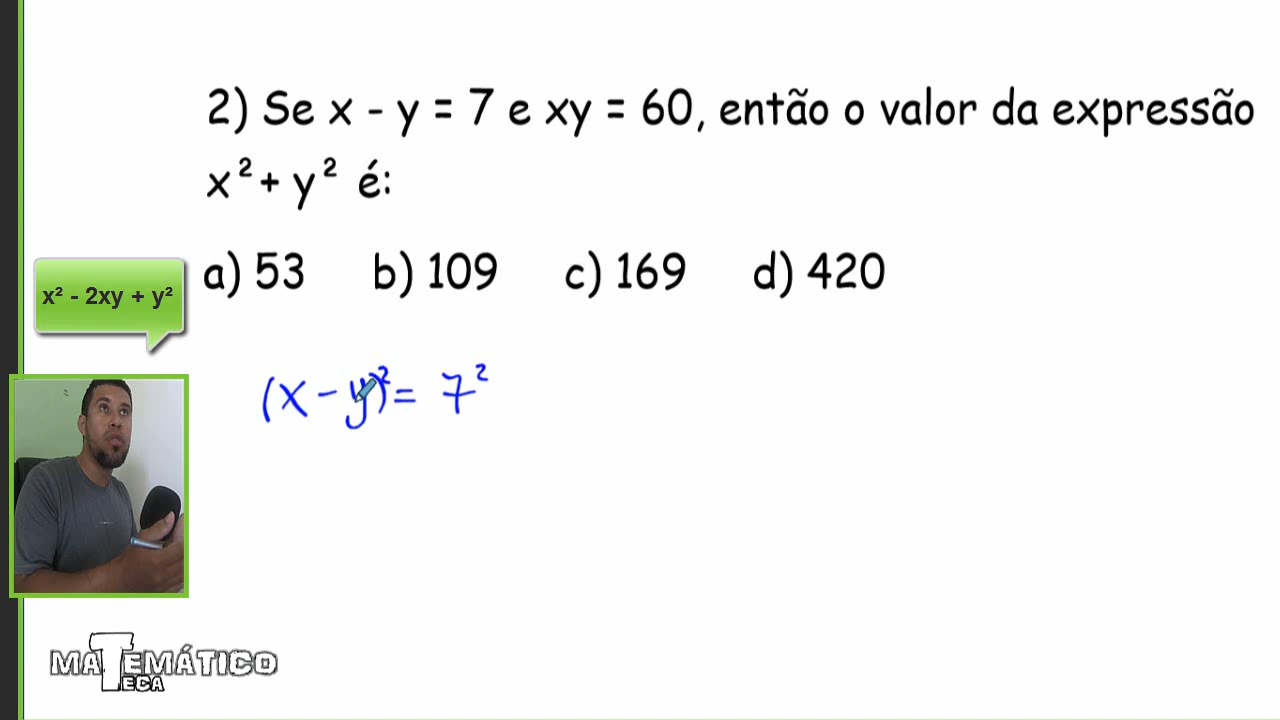 2) Se x - y = 7 e xy = 60, então o valor da expressão
x² + y² é:
a) 53 b) 109 c) 169 d) 420
x² - 2xy + y²
(x - y)² = 7²
MATEMÁTICO
TECA